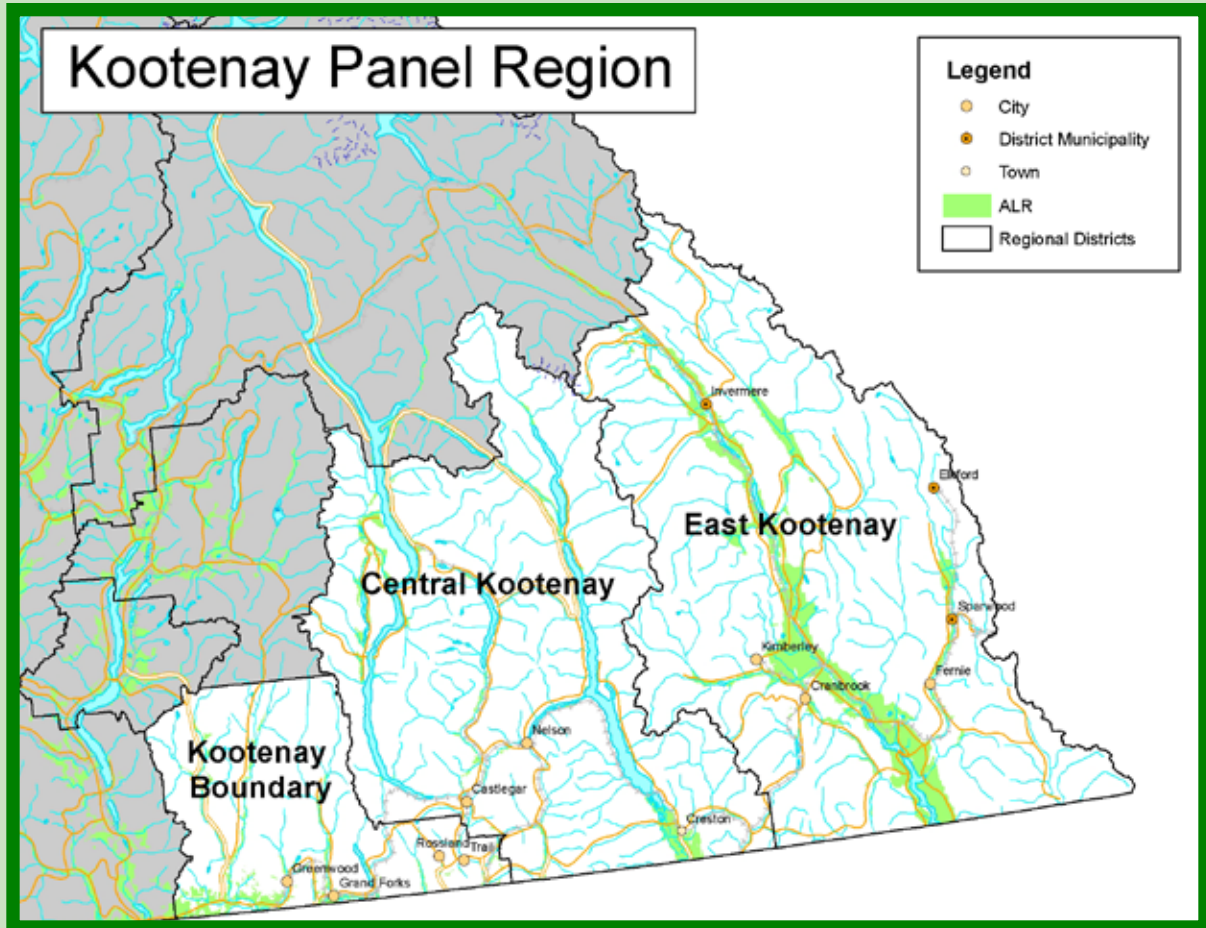 Kootenay Panel Region
Legend
City
District Municipality
Town
ALR
Regional Districts
Invermere
Elkford
East Kootenay
Central Kootenay
Sparwood
Kimberley
Fernie
Cranbrook
Nelson
Kootenay
Boundary
Castlegar
Creston
Rossland
Trail
Greenwood
Grand Forks